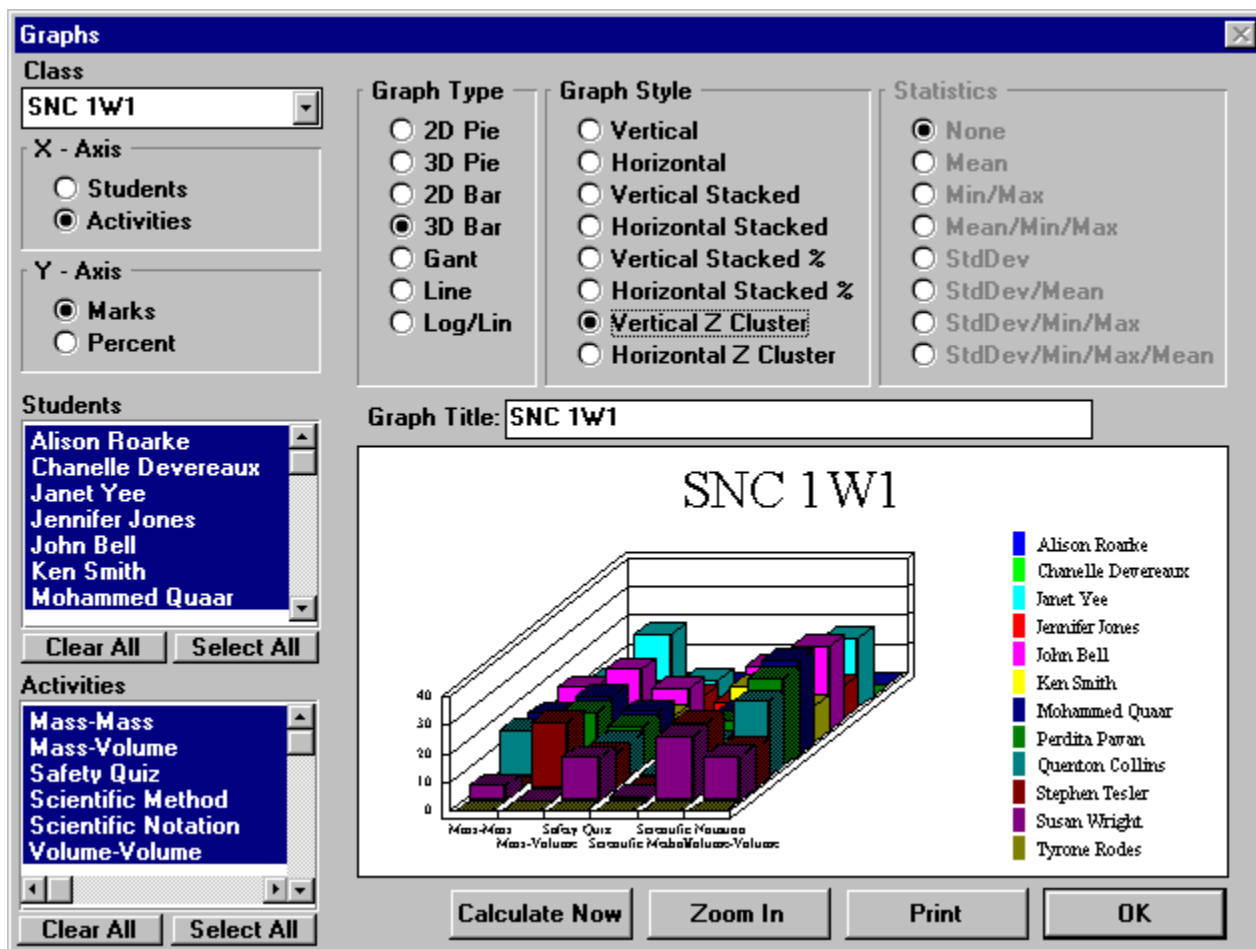 Graphs
Class
SNC 1W1
X - Axis
Students
Activities
Y - Axis
Marks
Percent
Students
Alison Roarke
Chanelle Devereaux
Janet Yee
Jennifer Jones
John Bell
Ken Smith
Mohammed Quaar
Clear All Select All
Activities
Mass-Mass
Mass-Volume
Safety Quiz
Scientific Method
Scientific Notation
Volume-Volume
Clear All Select All
Graph Type
2D Pie
3D Pie
2D Bar
3D Bar
Gant
Line
Log/Lin
Graph Style
Vertical
Horizontal
Vertical Stacked
Horizontal Stacked
Vertical Stacked %
Horizontal Stacked %
Vertical Z Cluster
Horizontal Z Cluster
Statistics
None
Mean
Min/Max
Mean/Min/Max
StdDev
StdDev/Mean
StdDev/Min/Max
StdDev/Min/Max/Mean
Graph Title: SNC 1W1
SNC 1W1
40
30
20
10
0
Mass-Mass Safety Quiz Scientific Notation
Mass-Volume Scientific Method Volume-Volume
Alison Roarke
Chanelle Devereaux
Janet Yee
Jennifer Jones
John Bell
Ken Smith
Mohammed Quaar
Perdita Pavan
Quenton Collins
Stephen Tesler
Susan Wright
Tyrone Rodes
Calculate Now Zoom In Print OK